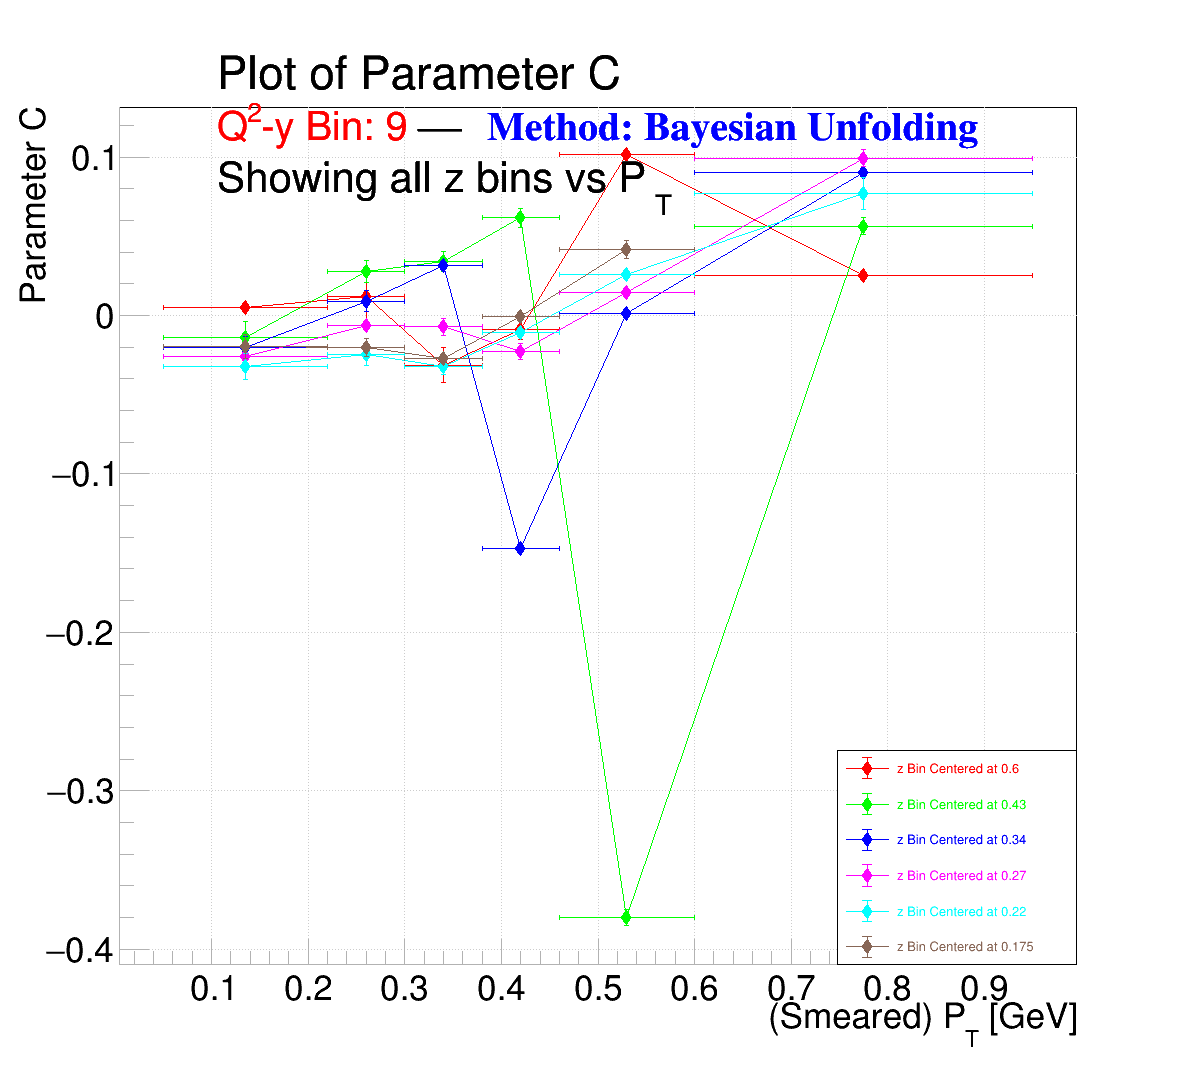 Plot of Parameter C
Q²-y Bin: 9 — Method: Bayesian Unfolding
Showing all z bins vs P_T
Parameter C
0.1
0
−0.1
−0.2
−0.3
−0.4
z Bin Centered at 0.6
z Bin Centered at 0.43
z Bin Centered at 0.34
z Bin Centered at 0.27
z Bin Centered at 0.22
z Bin Centered at 0.175
0.1 0.2 0.3 0.4 0.5 0.6 0.7 0.8 0.9
(Smeared) P_T [GeV]